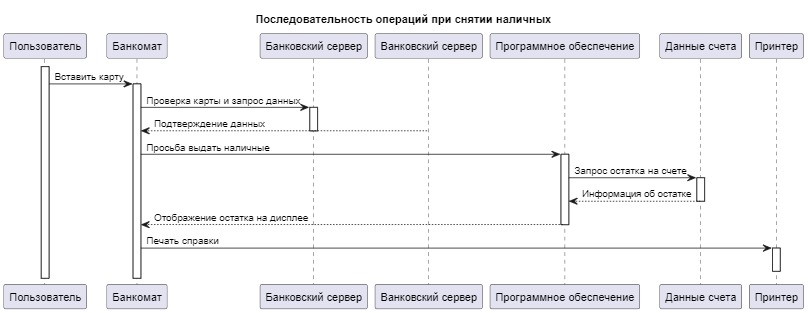 Последовательность операций при снятии наличных
Пользователь Банкомат Банковский сервер Ванковский сервер Программное обеспечение Данные счета Принтер
Вставить карту
Проверка карты и запрос данных
Подтверждение данных
Просьба выдать наличные
Запрос остатка на счете
Информация об остатке
Отображение остатка на дисплее
Печать справки
Пользователь Банкомат Банковский сервер Ванковский сервер Программное обеспечение Данные счета Принтер